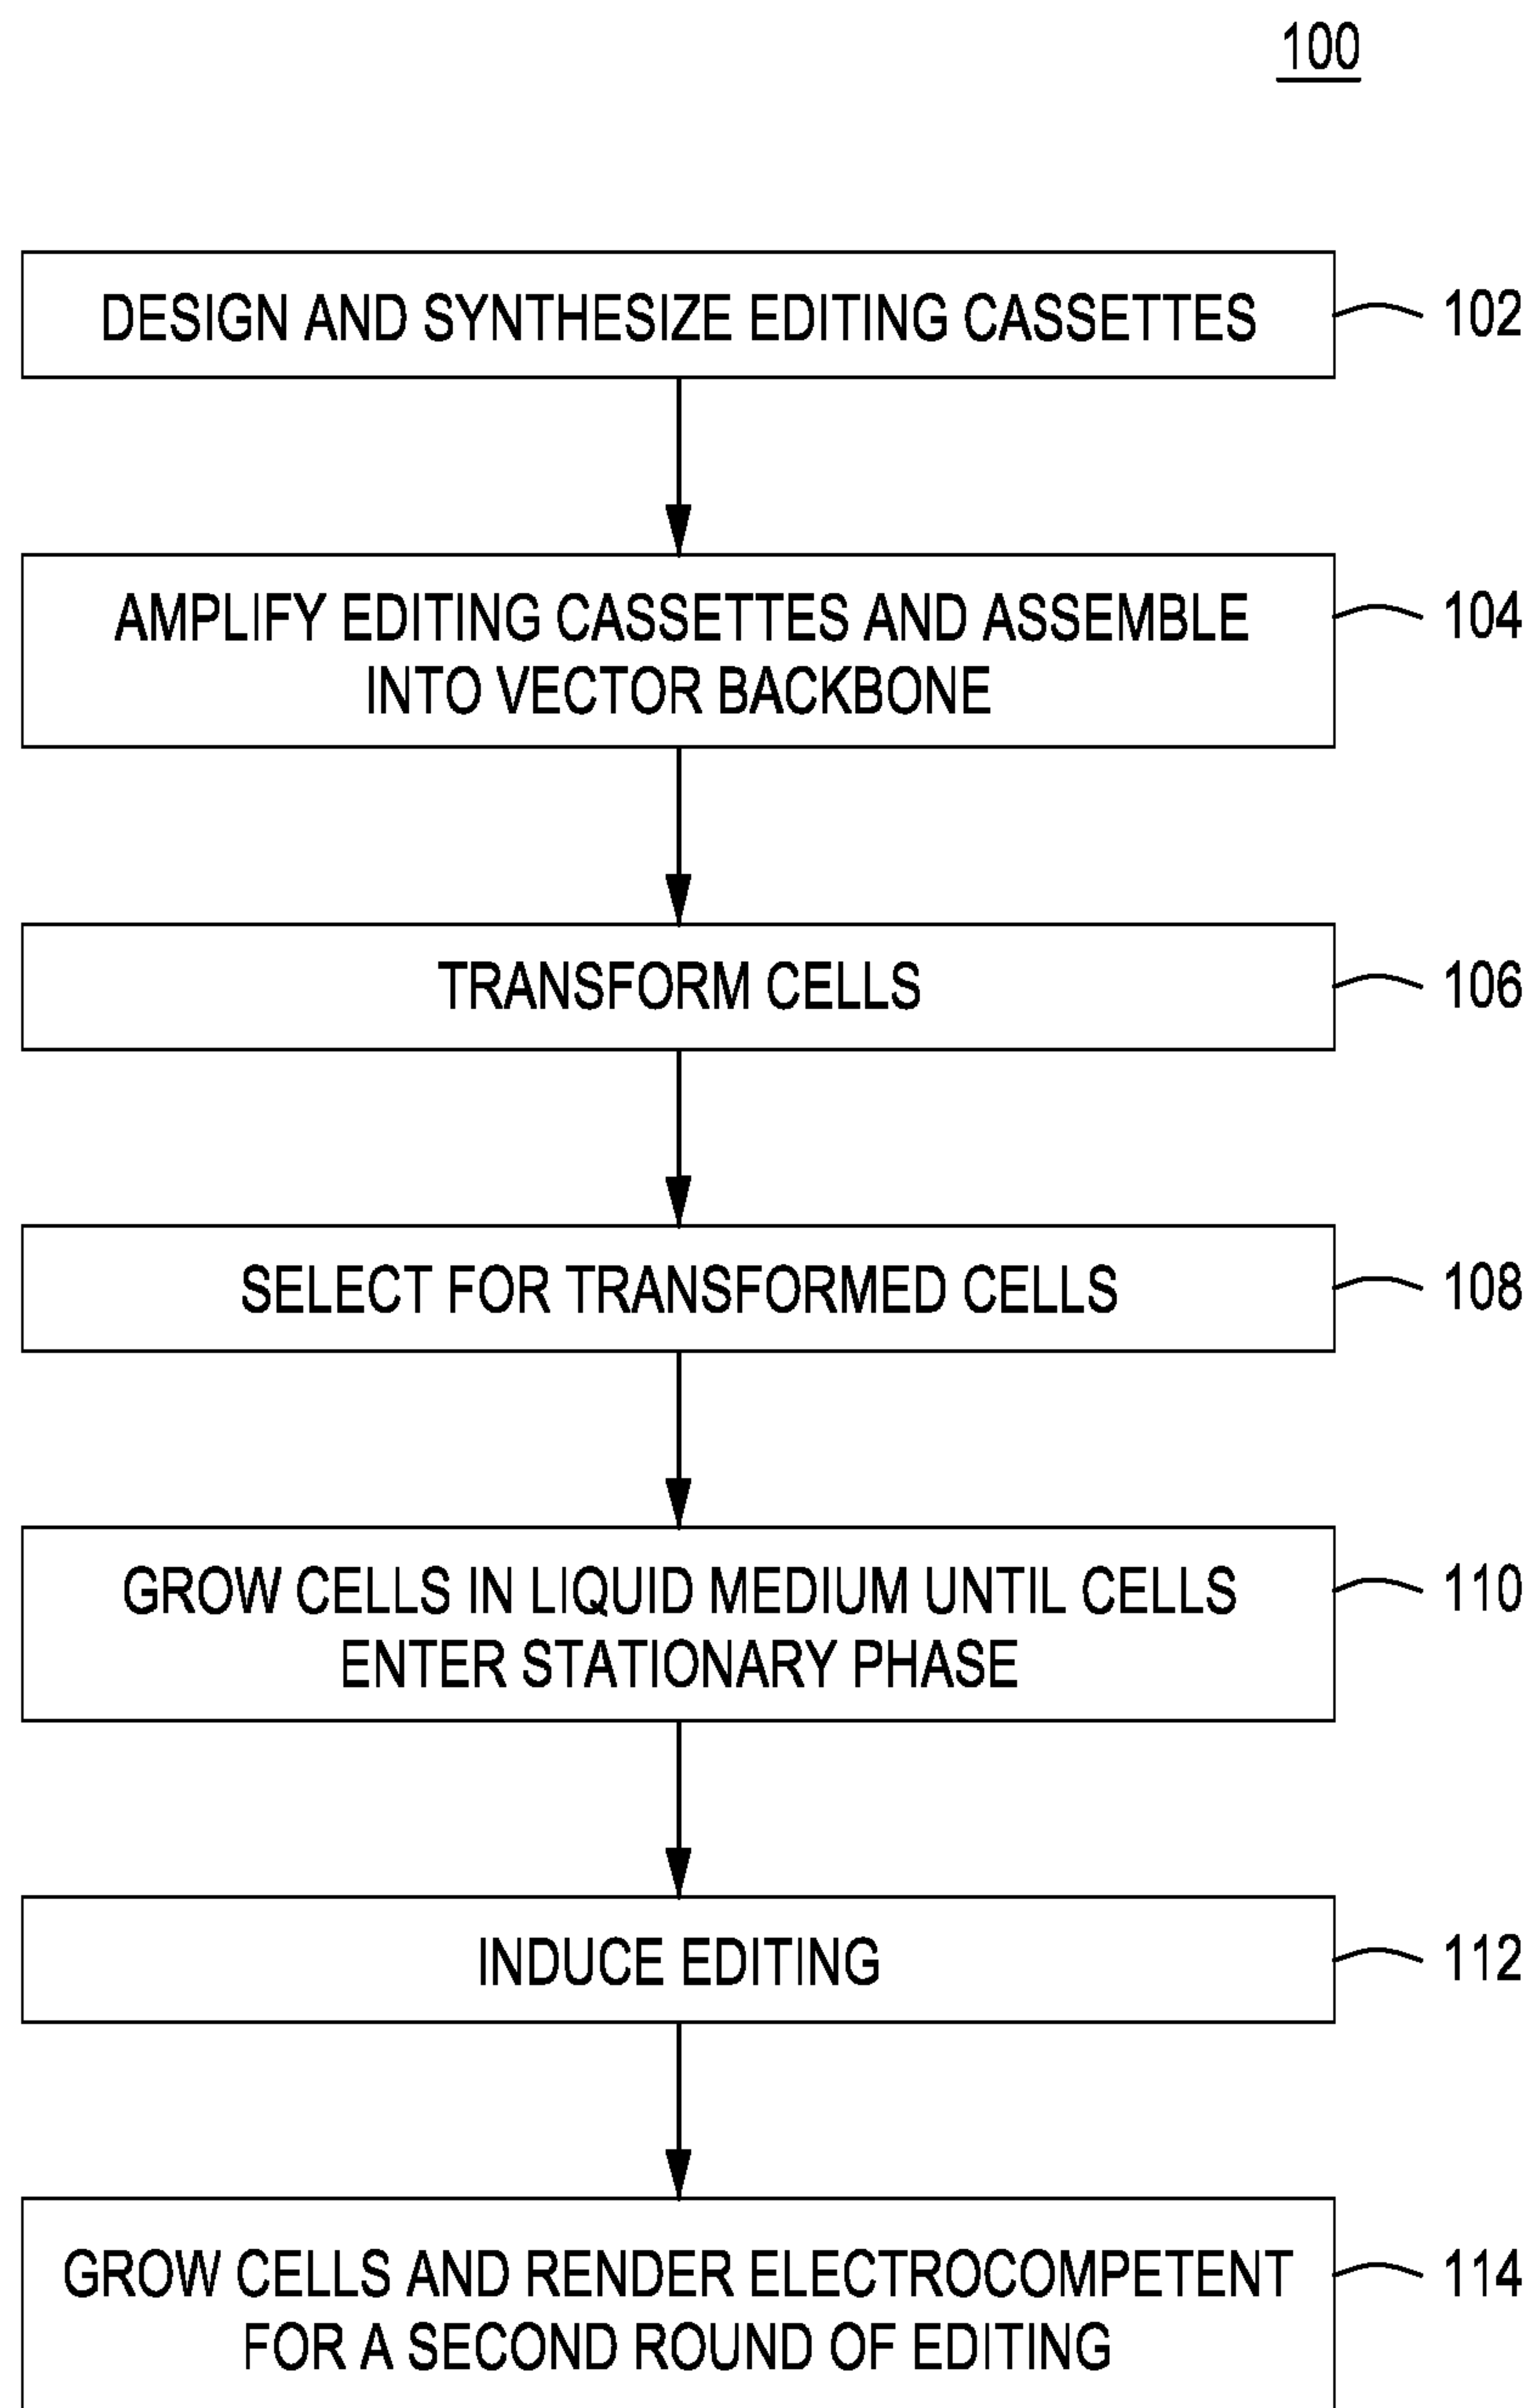 100
DESIGN AND SYNTHESIZE EDITING CASSETTES
102
AMPLIFY EDITING CASSETTES AND ASSEMBLE
INTO VECTOR BACKBONE
104
TRANSFORM CELLS
106
SELECT FOR TRANSFORMED CELLS
108
GROW CELLS IN LIQUID MEDIUM UNTIL CELLS
ENTER STATIONARY PHASE
110
INDUCE EDITING
112
GROW CELLS AND RENDER ELECTROCOMPETENT
FOR A SECOND ROUND OF EDITING
114